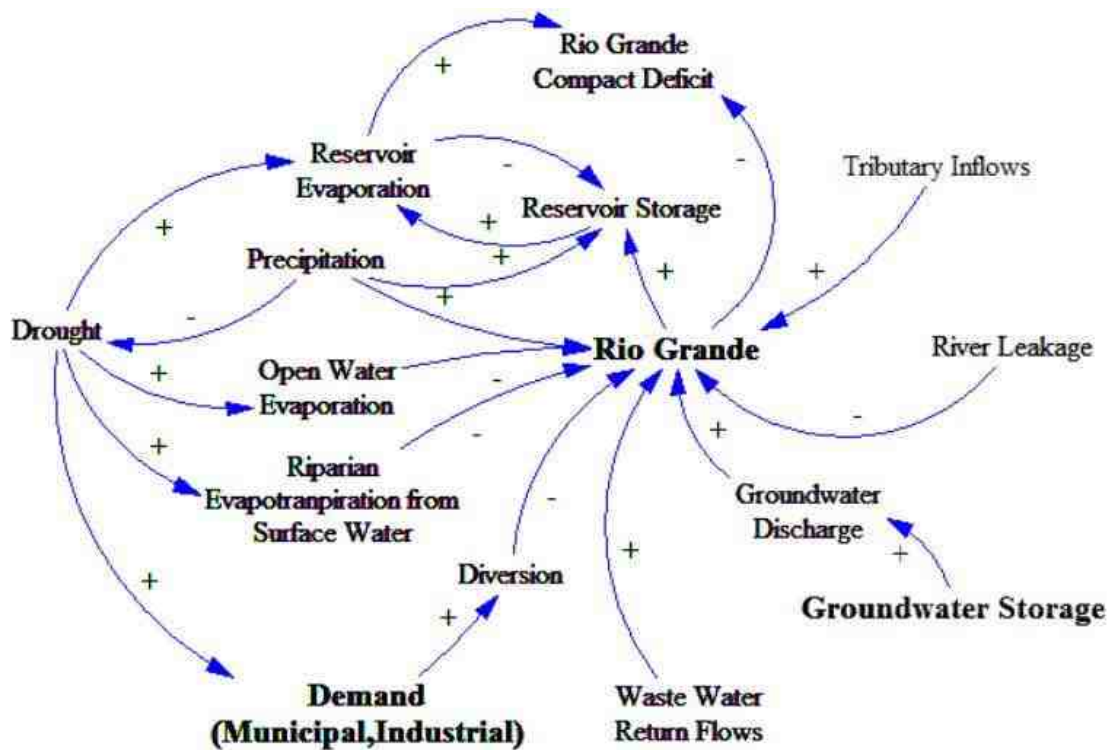 Rio Grande
Compact Deficit
+
Reservoir
Evaporation
-
-
Tributary Inflows
Reservoir Storage
+
+
Precipitation
+
+
+
+
-
Drought
Rio Grande
River Leakage
Open Water
Evaporation
+
-
-
-
+
+
Riparian
Evapotranpiration from
Surface Water
-
Groundwater
Discharge
+
+
Diversion
+
+
Groundwater Storage
Demand
(Municipal,Industrial)
Waste Water
Return Flows